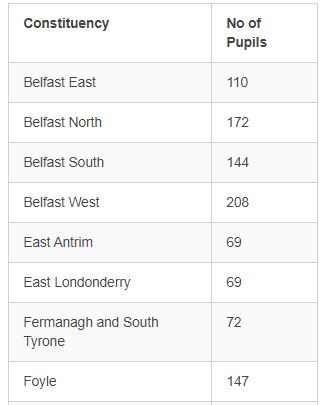 Constituency No of
Pupils
Belfast East 110
Belfast North 172
Belfast South 144
Belfast West 208
East Antrim 69
East Londonderry 69
Fermanagh and South 72
Tyrone
Foyle 147